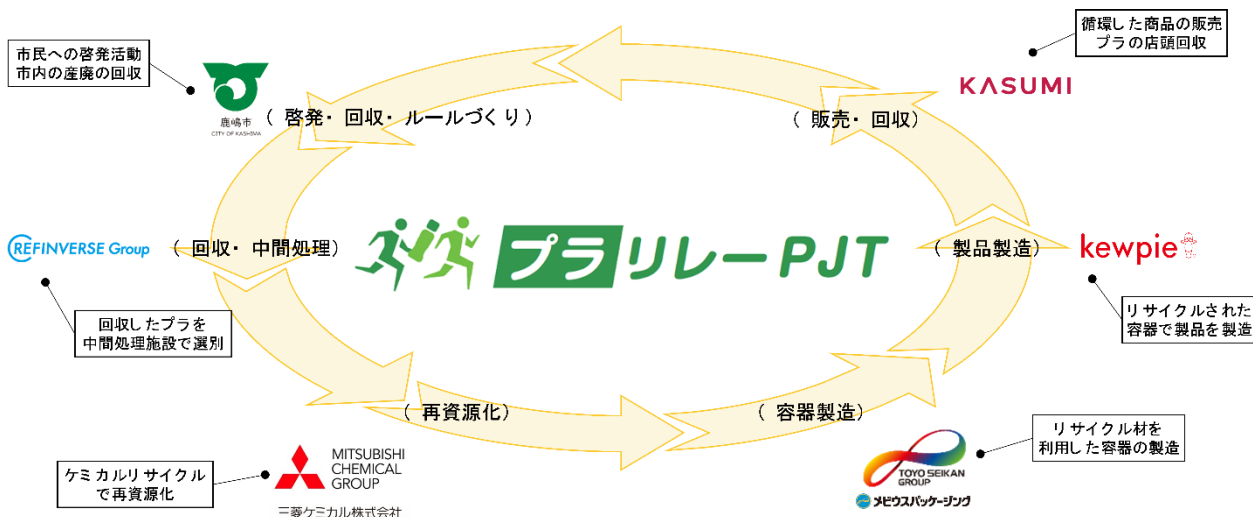 市民への啓発活動
市内の産廃の回収
鹿嶋市
CITY OF KASHIMA
( 啓発・ 回収・ ルールづくり)
循環した商品の販売
プラの店頭回収
KASUMI
( 販売・ 回収)
REFINVERSE Group
( 回収・ 中間処理)
プラリレーPJT
( 製品製造)
kewpie
回収したプラを
中間処理施設で選別
リサイクルされた
容器で製品を製造
( 再資源化)
( 容器製造)
ケミカルリサイクル
で再資源化
MITSUBISHI
CHEMICAL
GROUP
三菱ケミカル株式会社
TOYO SEIKAN
GROUP
メビウスパッケージング
リサイクル材を
利用した容器の製造